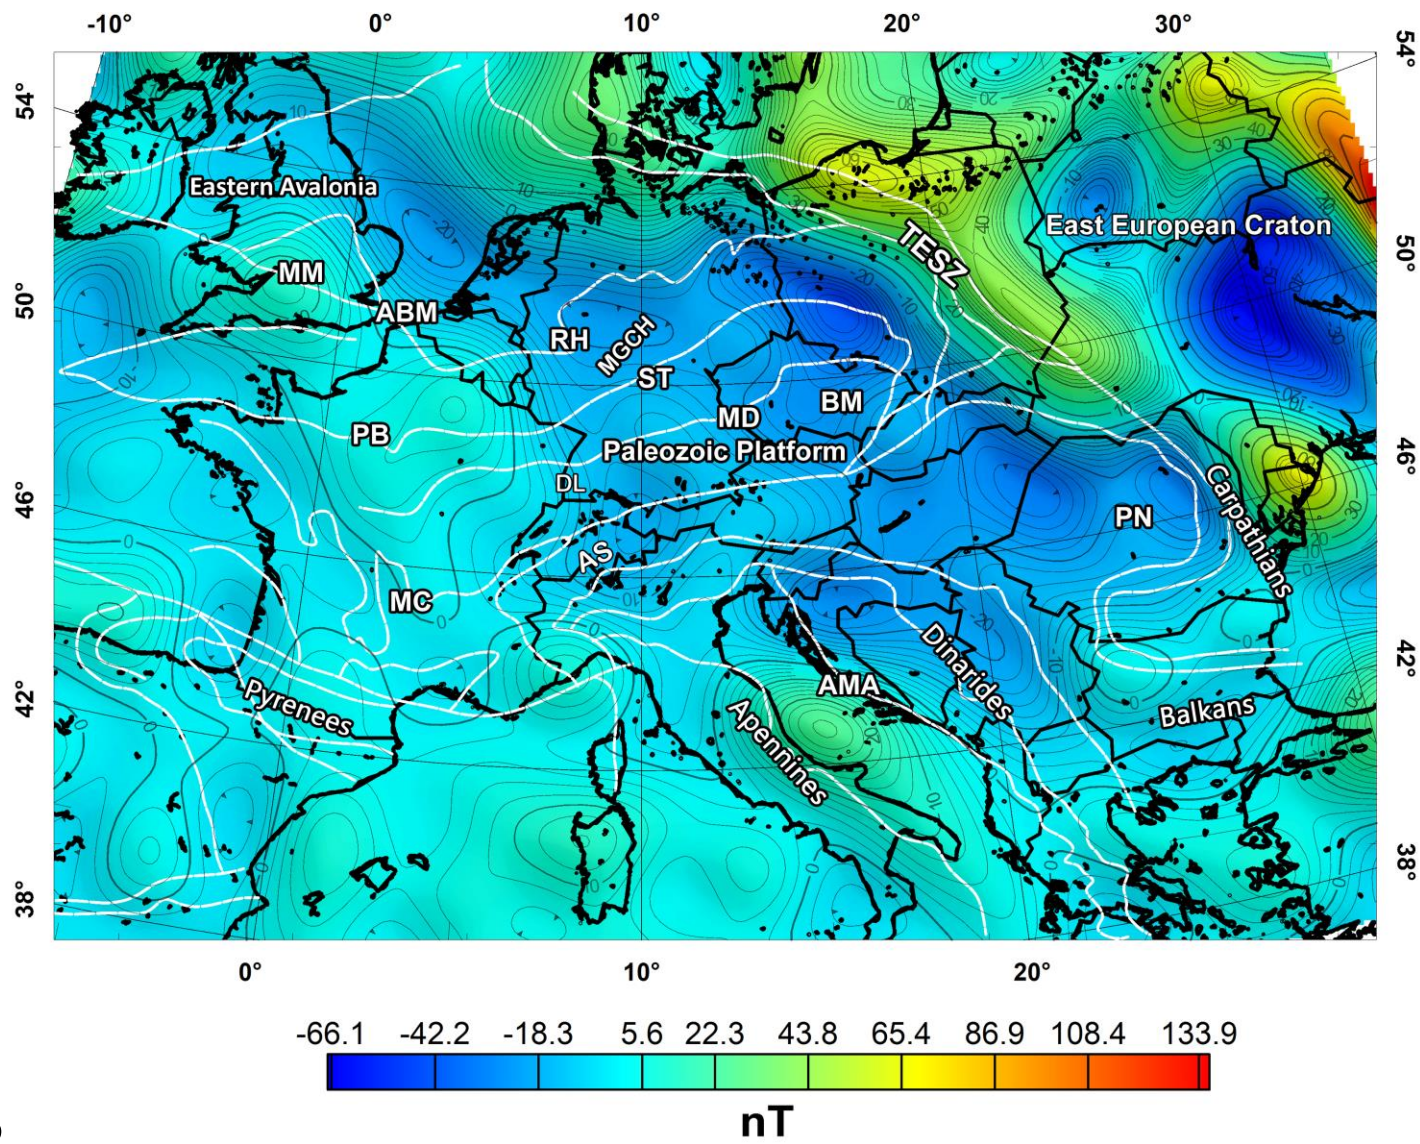 -10° 0° 10° 20° 30°
54° 54°
Eastern Avalonia
East European Craton
TESZ
50° 50°
MM
ABM
RH
MGCH
ST
BM
MD
PB
Paleozoic Platform
46° 46°
DL
PN
Carpathians
AS
MC
Dinarides
42° 42°
AMA
Pyrenees
Apennines
Balkans
38° 38°
0° 10° 20°
-66.1 -42.2 -18.3 5.6 22.3 43.8 65.4 86.9 108.4 133.9
nT